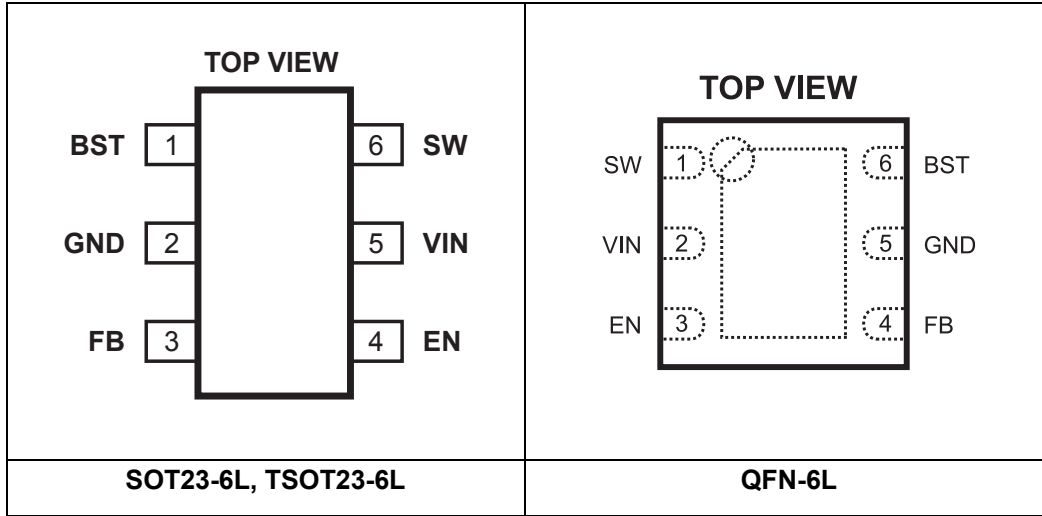 TOP VIEW
BST 1 6 SW
GND 2 5 VIN
FB 3 4 EN
SOT23-6L, TSOT23-6L
TOP VIEW
SW 1 6 BST
VIN 2 5 GND
EN 3 4 FB
QFN-6L